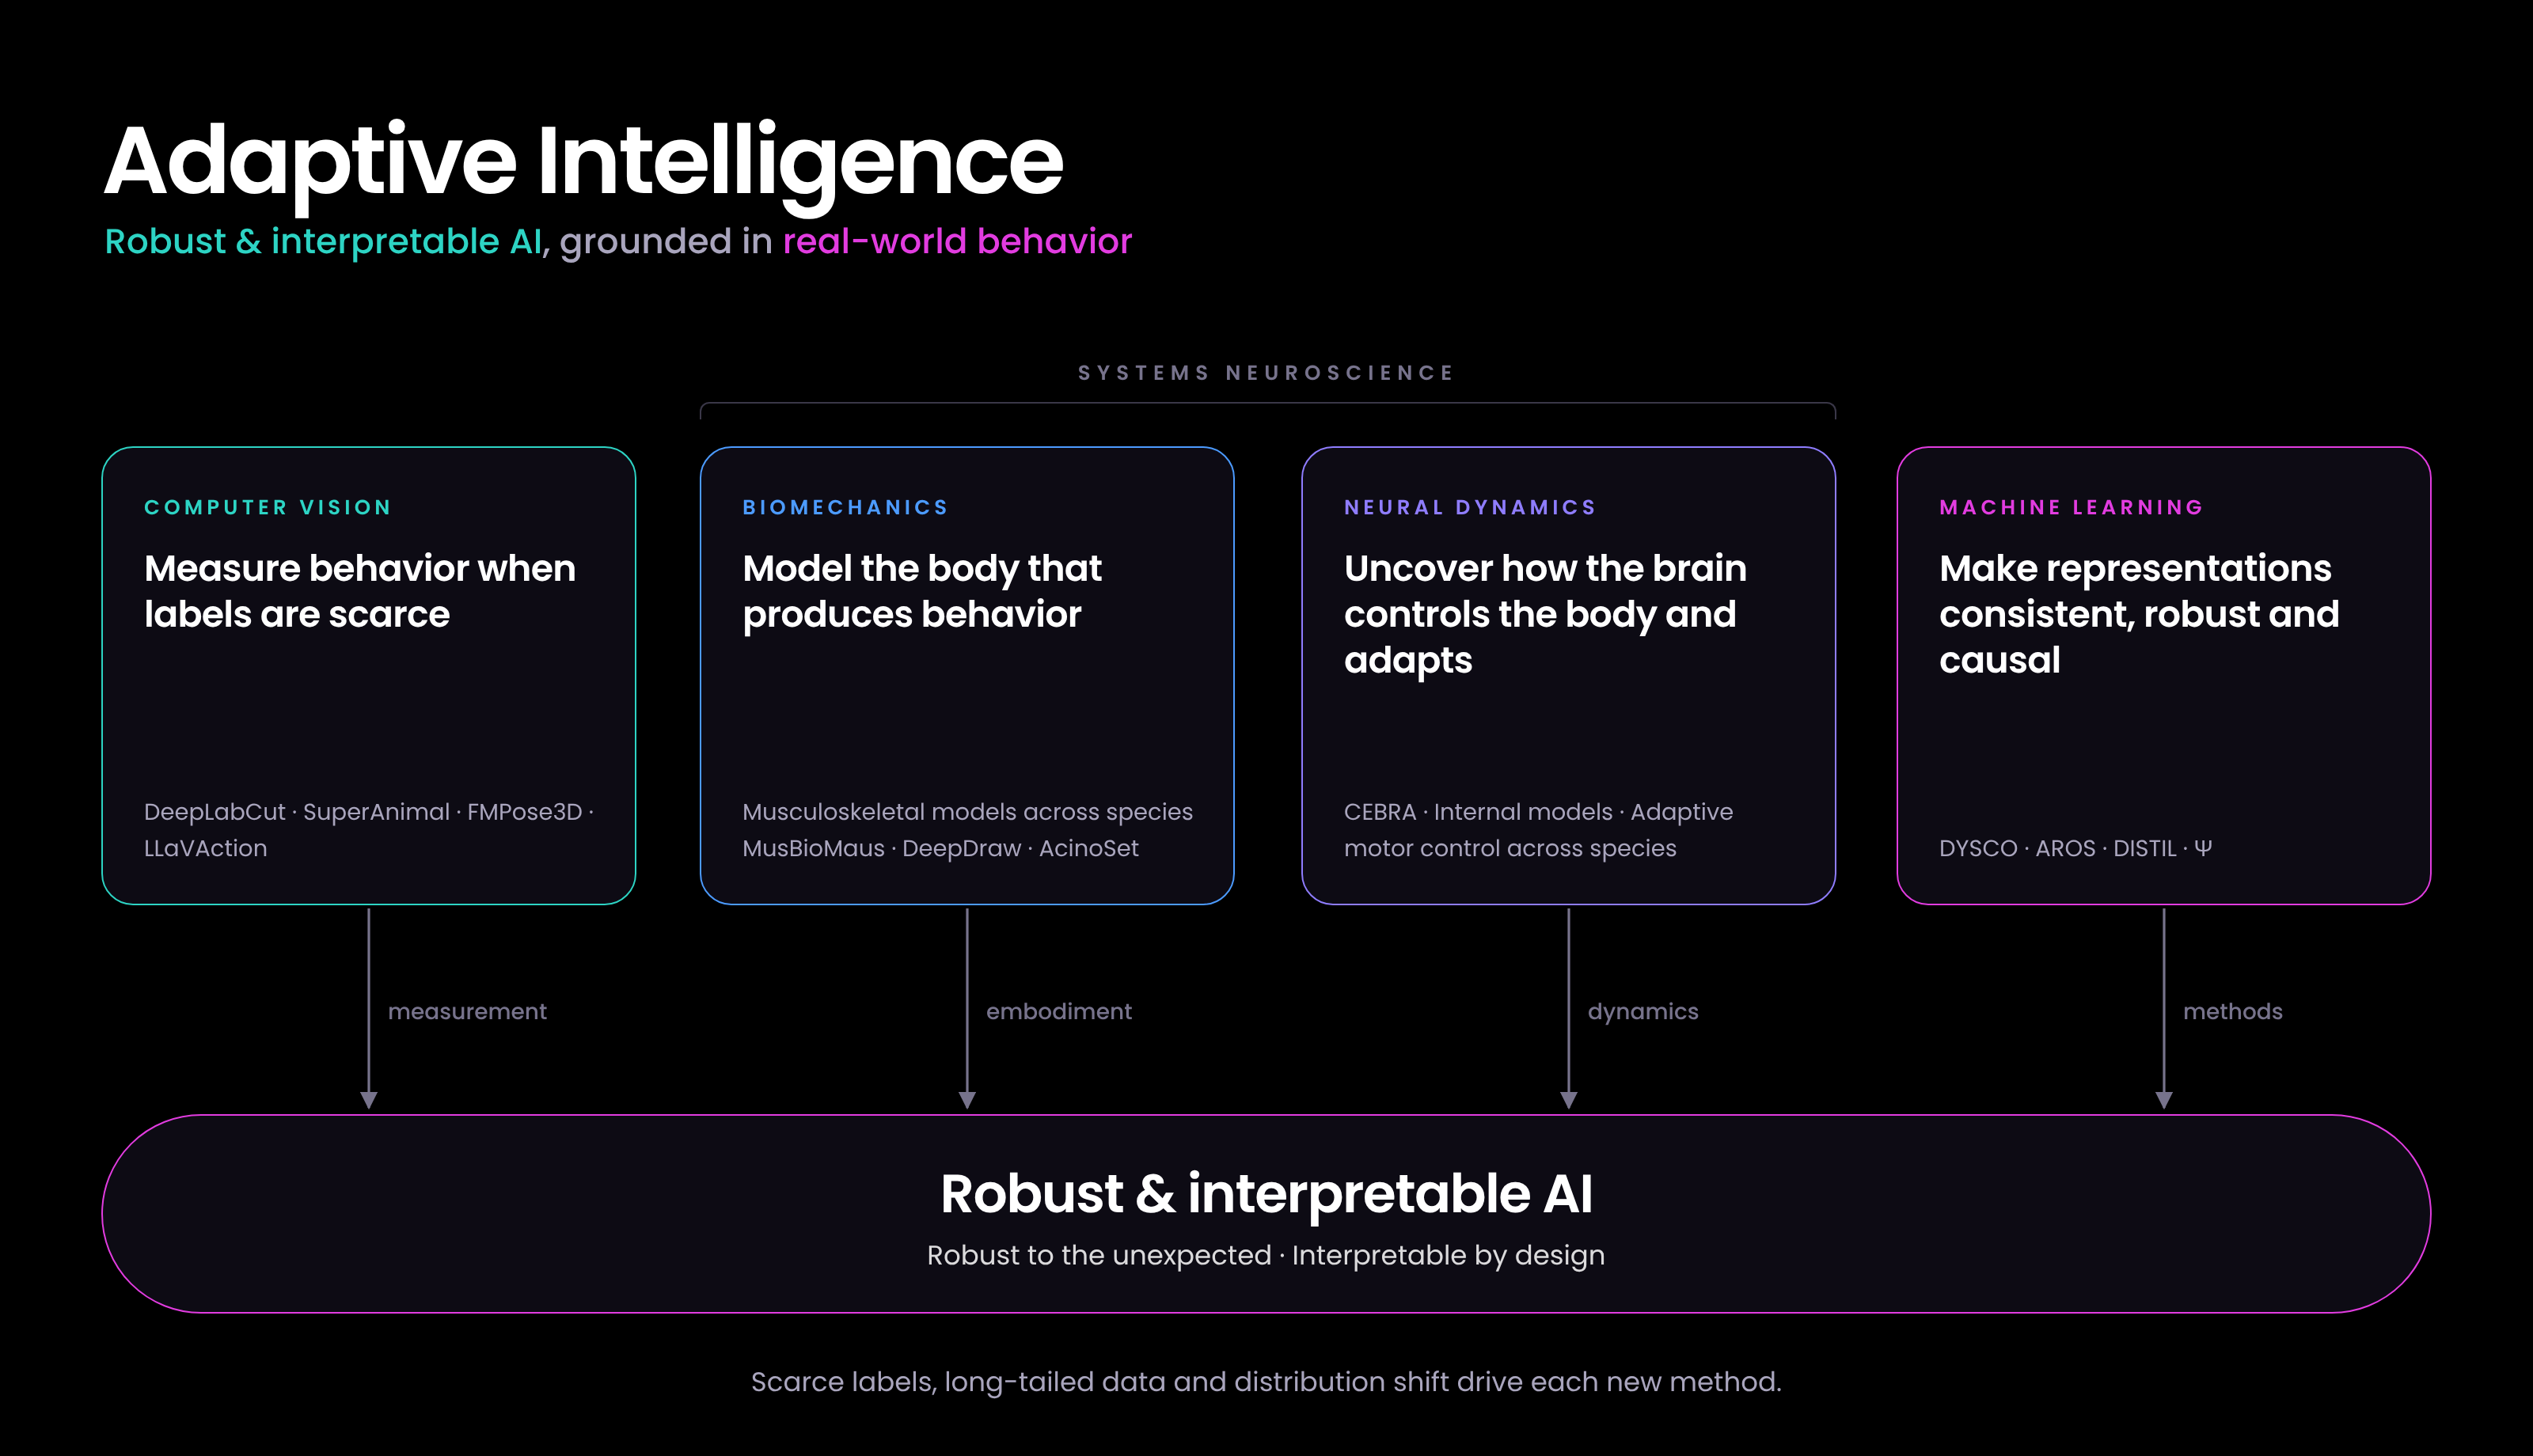 Adaptive Intelligence
Robust & interpretable AI, grounded in real-world behavior
SYSTEMS NEUROSCIENCE
COMPUTER VISION
Measure behavior when
labels are scarce
DeepLabCut · SuperAnimal · FMPose3D ·
LLaVAction
BIOMECHANICS
Model the body that
produces behavior
Musculoskeletal models across species
MusBioMaus · DeepDraw · AcinoSet
NEURAL DYNAMICS
Uncover how the brain
controls the body and
adapts
CEBRA · Internal models · Adaptive
motor control across species
MACHINE LEARNING
Make representations
consistent, robust and
causal
DYSCO · AROS · DISTIL · Ψ
measurement
embodiment
dynamics
methods
Robust & interpretable AI
Robust to the unexpected · Interpretable by design
Scarce labels, long-tailed data and distribution shift drive each new method.